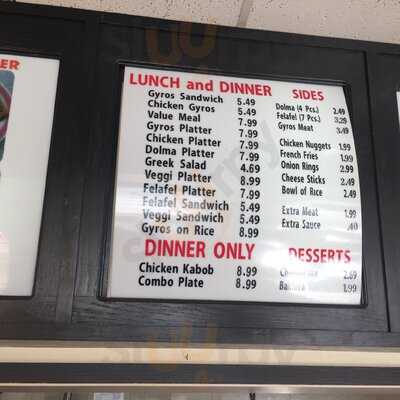 ER
LUNCH and DINNER
Gyros Sandwich 5.49
Chicken Gyros 5.49
Value Meal 7.99
Gyros Platter 7.99
Chicken Platter 7.99
Dolma Platter 7.99
Greek Salad 4.69
Veggi Platter 8.99
Felafel Platter 7.99
Felafel Sandwich 5.49
Veggi Sandwich 5.49
Gyros on Rice 8.99
DINNER ONLY
Chicken Kabob 8.99
Combo Plate 8.99
SIDES
Dolma (4 Pcs.) 2.49
Felafel (7 Pcs.) 3.29
Gyros Meat 3.49
Chicken Nuggets 1.99
French Fries 1.99
Onion Rings 2.99
Cheese Sticks 2.49
Bowl of Rice 2.49
Extra Meat 1.99
Extra Sauce .40
DESSERTS
2.69
1.99